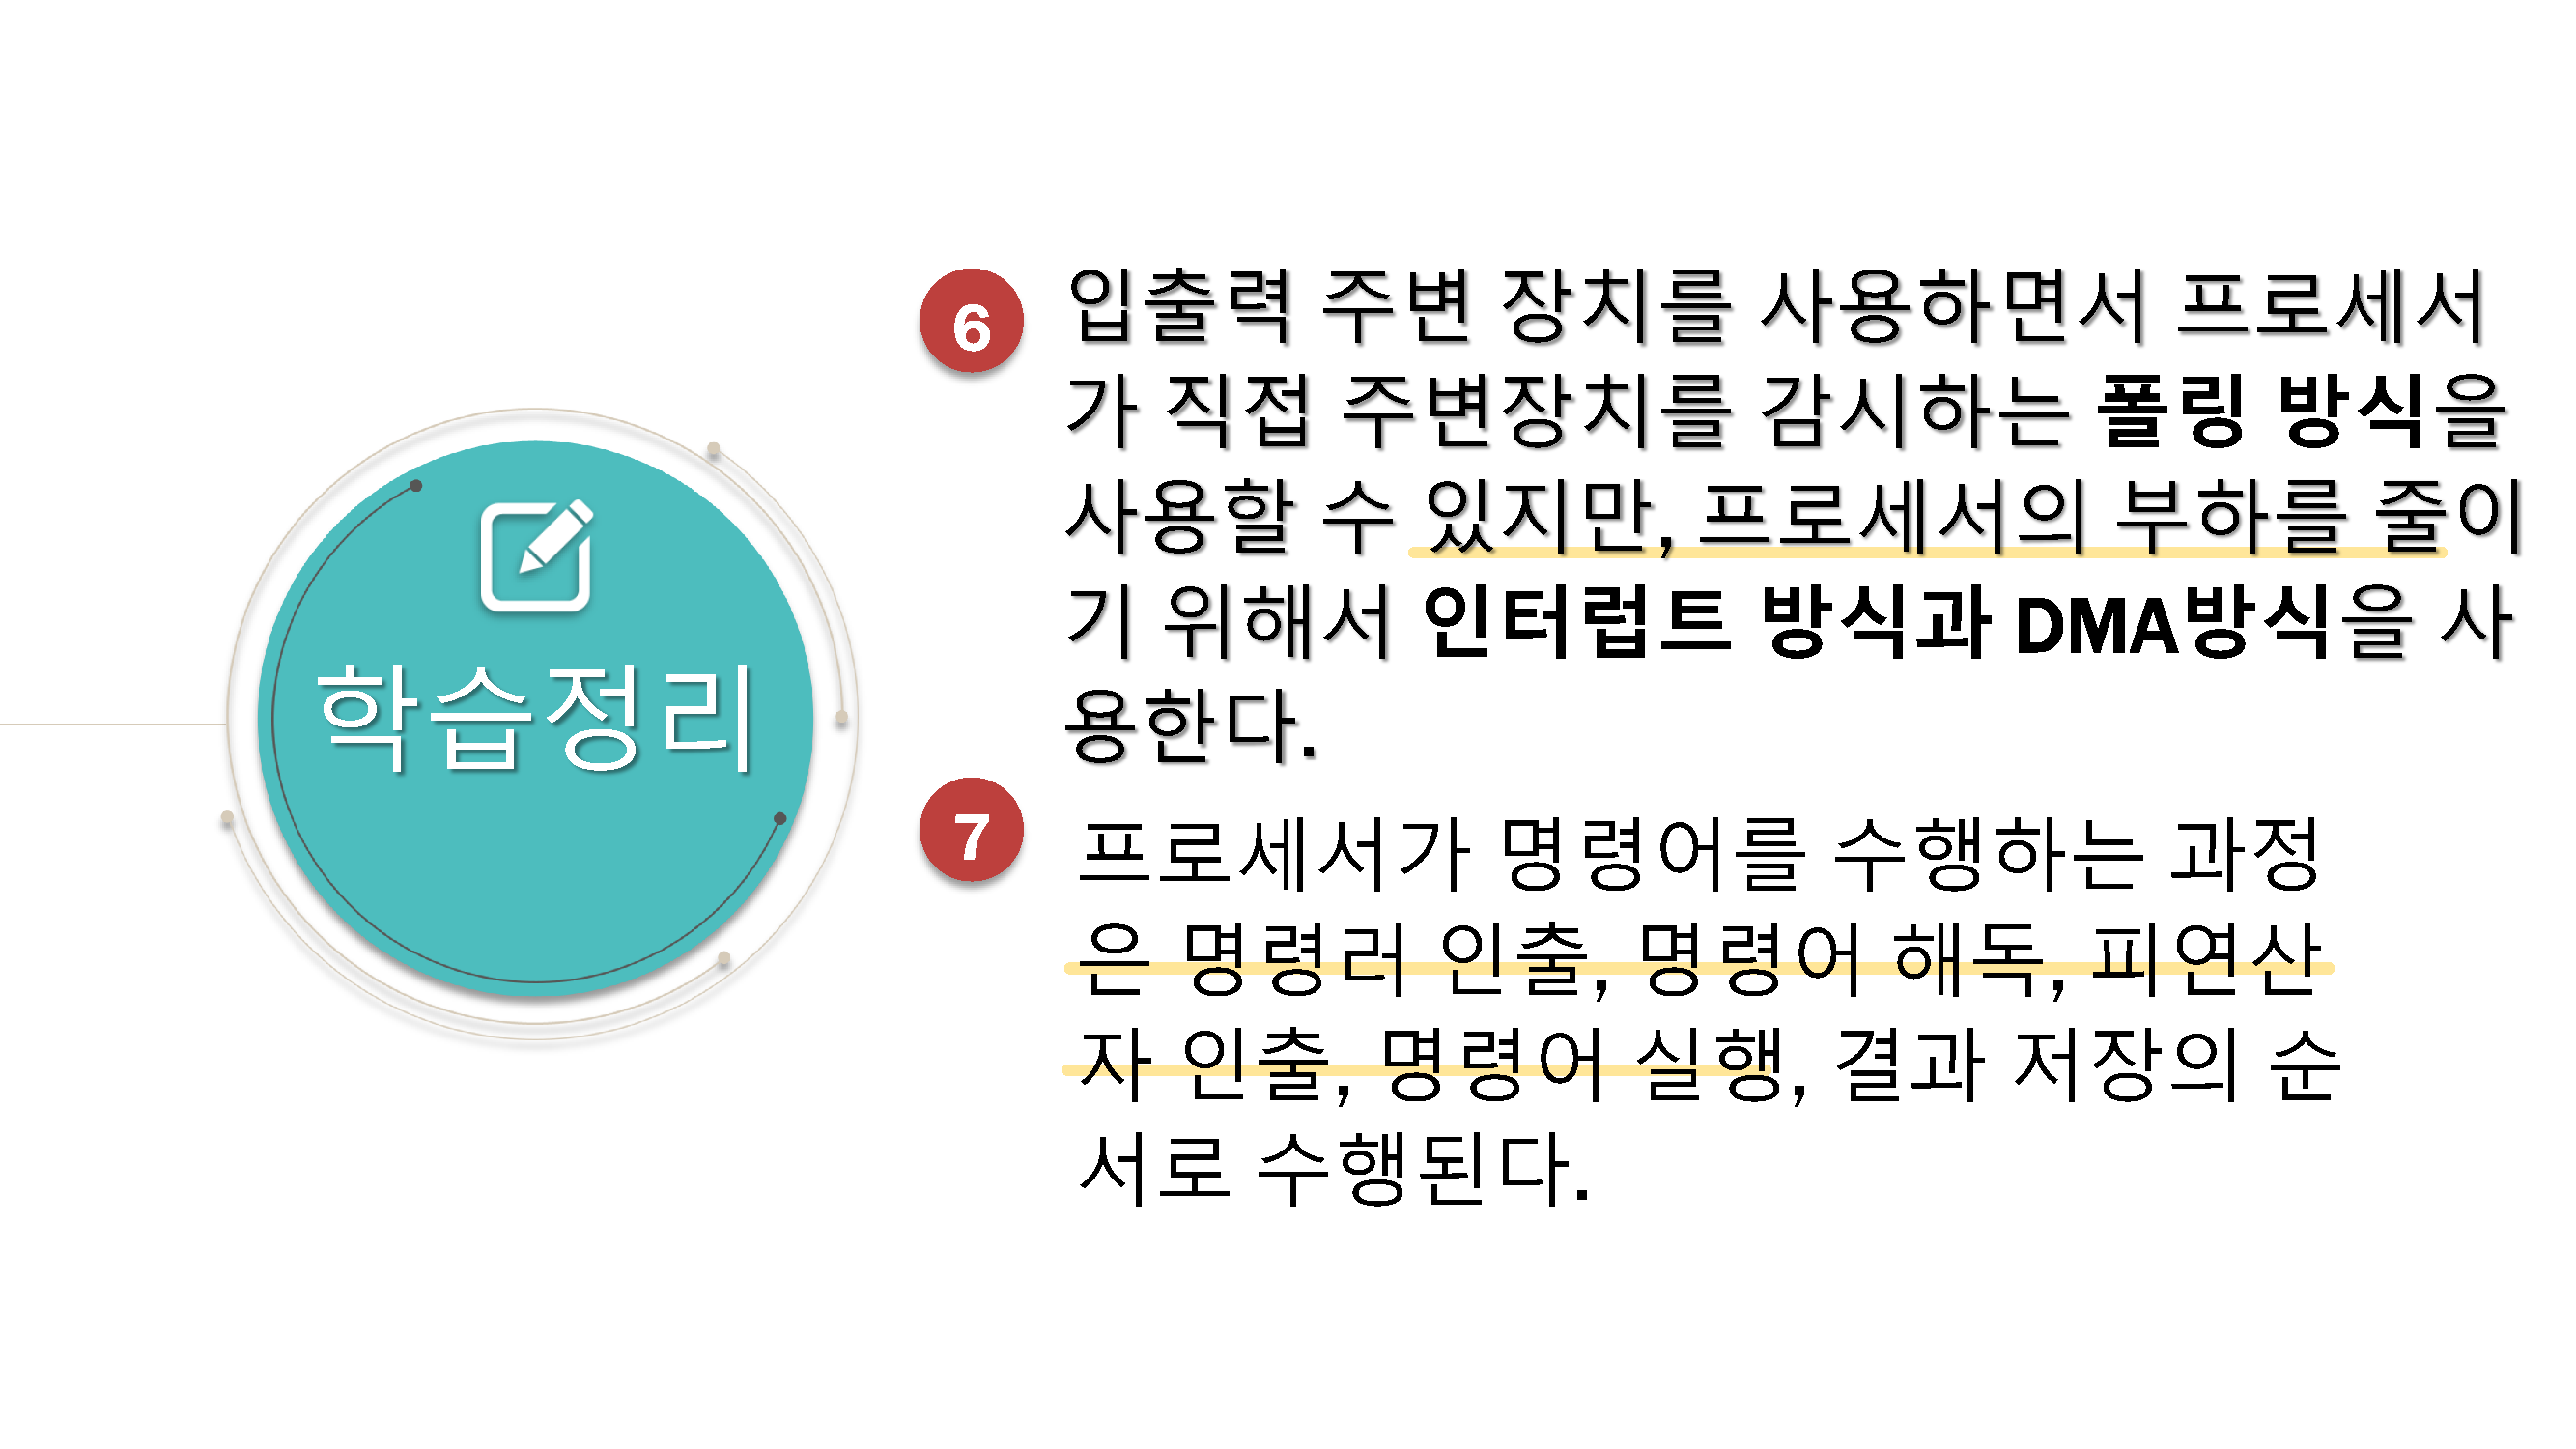 학습정리
6
입출력 주변 장치를 사용하면서 프로세서
가 직접 주변장치를 감시하는 폴링 방식을
사용할 수 있지만, 프로세서의 부하를 줄이
기 위해서 인터럽트 방식과 DMA방식을 사
용한다.
7
프로세서가 명령어를 수행하는 과정
은 명령러 인출, 명령어 해독, 피연산
자 인출, 명령어 실행, 결과 저장의 순
서로 수행된다.